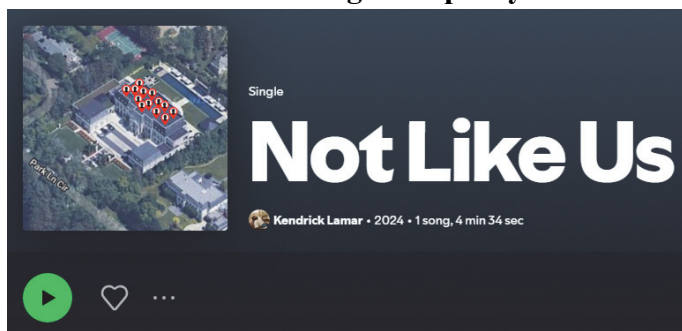 Single
Not Like Us
Kendrick Lamar • 2024 • 1 song, 4 min 34 sec
Park Ln Cir